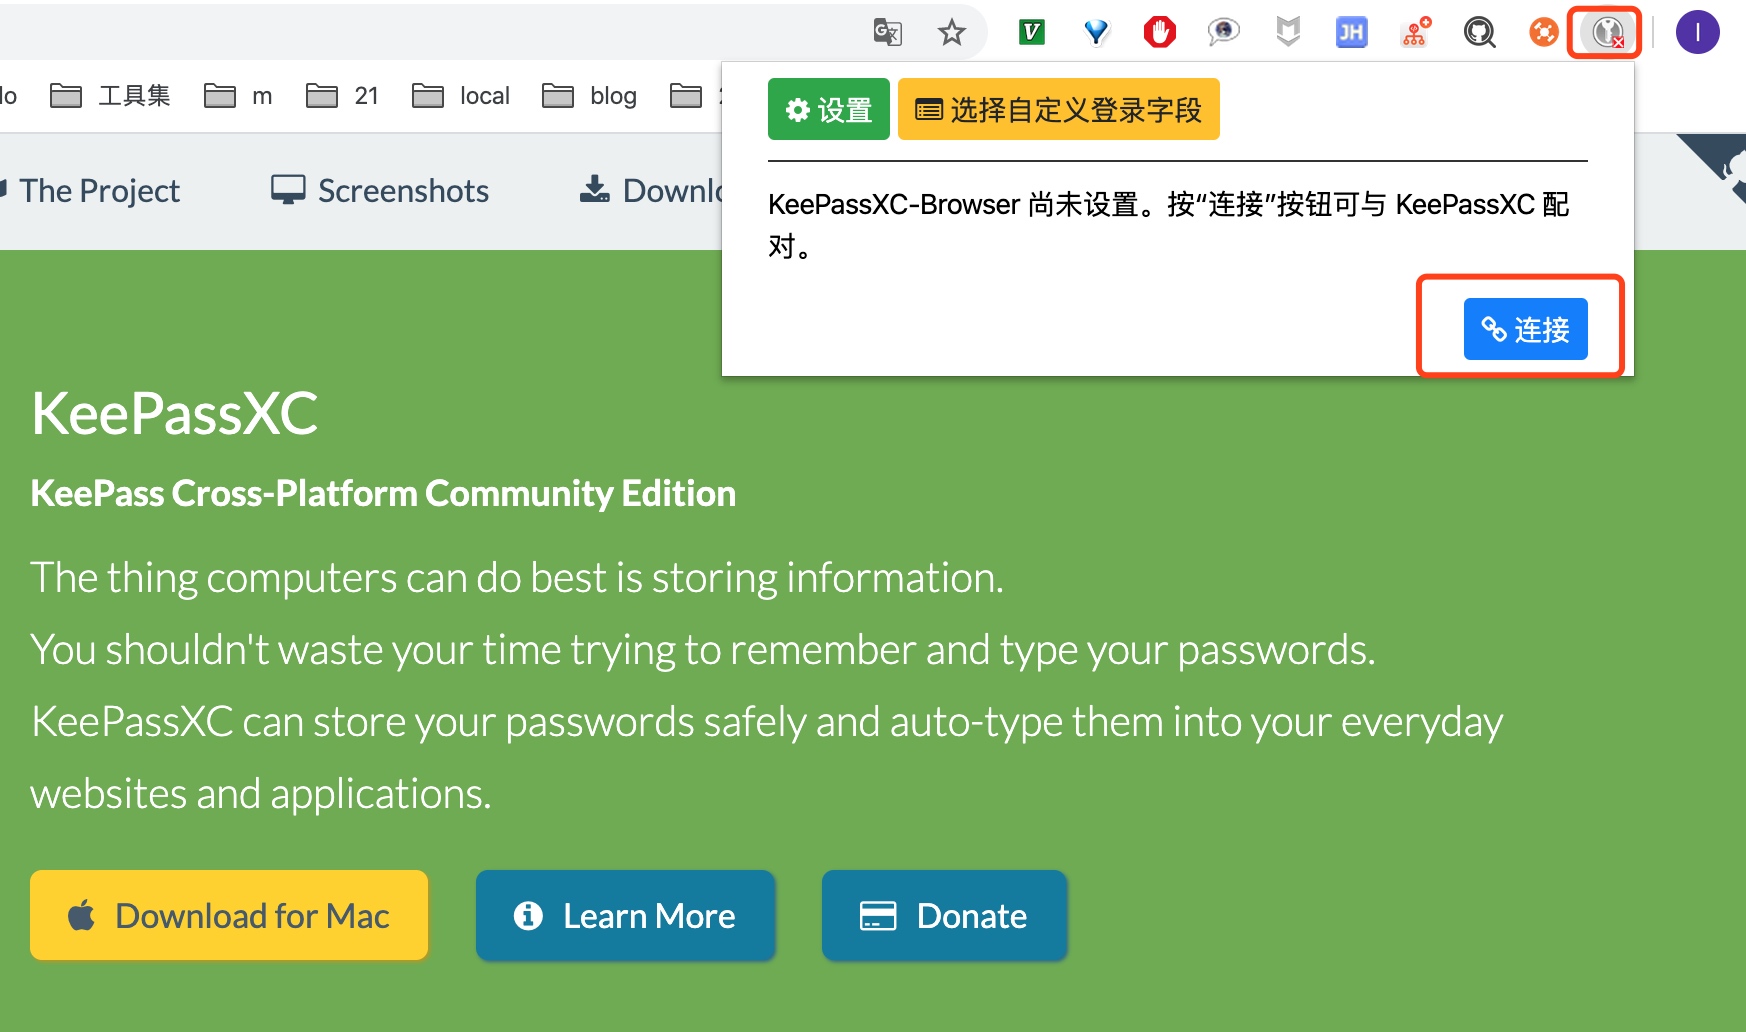 JH
I
lo
工具集
m
21
local
blog
设置
选择自定义登录字段
The Project
Screenshots
KeePassXC-Browser 尚未设置。按“连接”按钮可与 KeePassXC 配
对。
连接
KeePassXC
KeePass Cross-Platform Community Edition
The thing computers can do best is storing information.
You shouldn't waste your time trying to remember and type your passwords.
KeePassXC can store your passwords safely and auto-type them into your everyday
websites and applications.
Download for Mac
Learn More
Donate